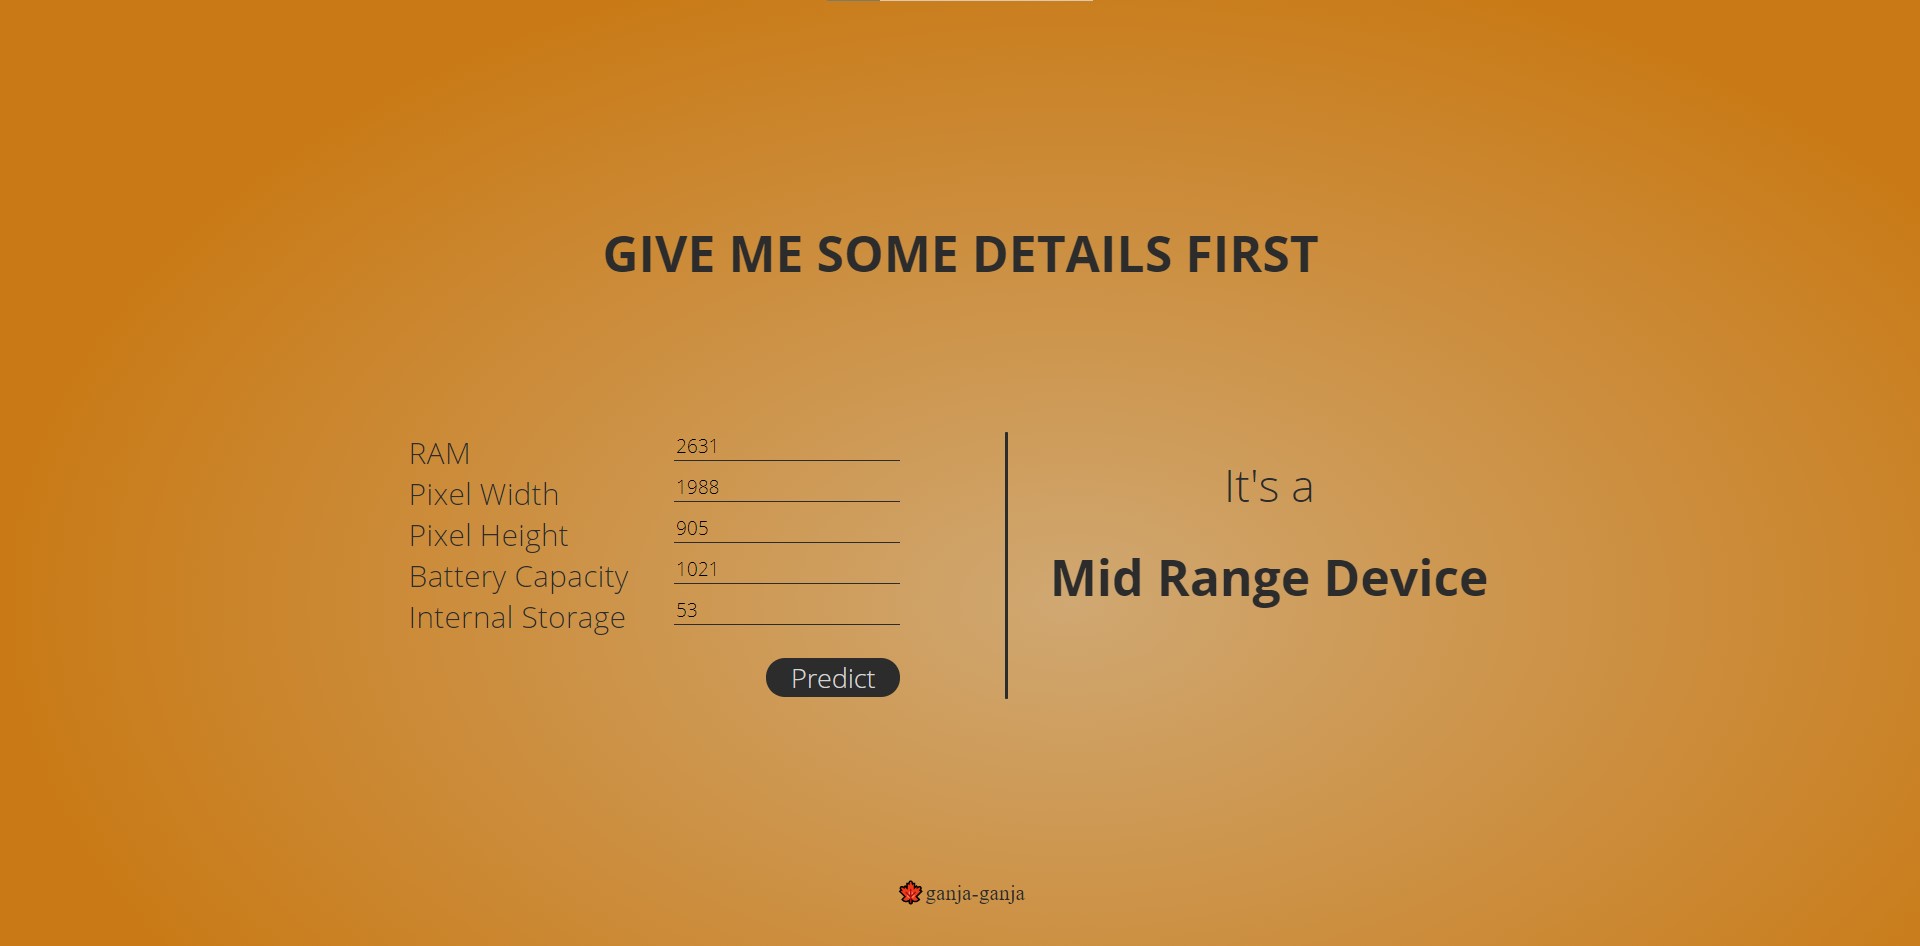 GIVE ME SOME DETAILS FIRST
RAM 2631
Pixel Width 1988
Pixel Height 905
Battery Capacity 1021
Internal Storage 53
Predict
It's a
Mid Range Device
ganja-ganja